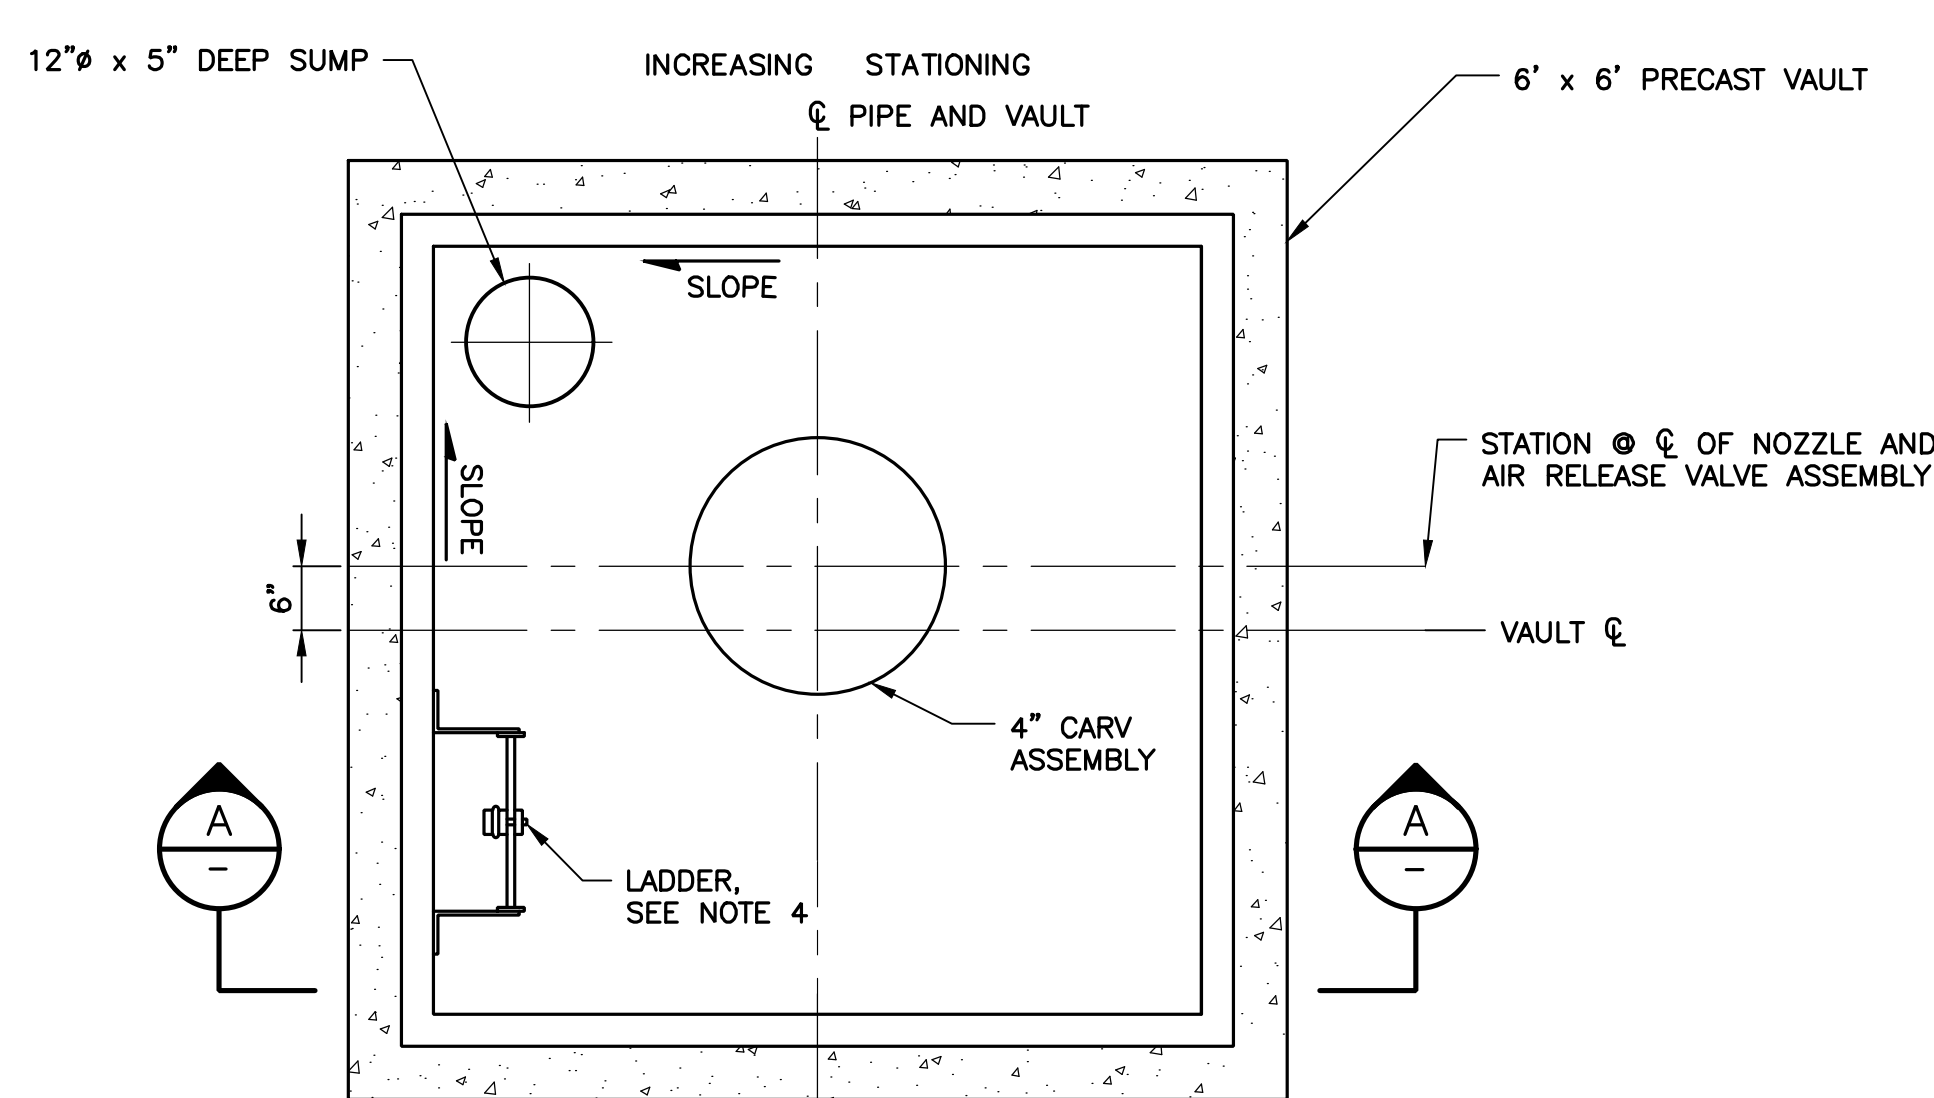 12"ø x 5" DEEP SUMP
INCREASING STATIONING
℄ PIPE AND VAULT
6' x 6' PRECAST VAULT
SLOPE
SLOPE
STATION @ ℄ OF NOZZLE AND
AIR RELEASE VALVE ASSEMBLY
6"
VAULT ℄
4" CARV
ASSEMBLY
A
-
A
-
LADDER,
SEE NOTE 4